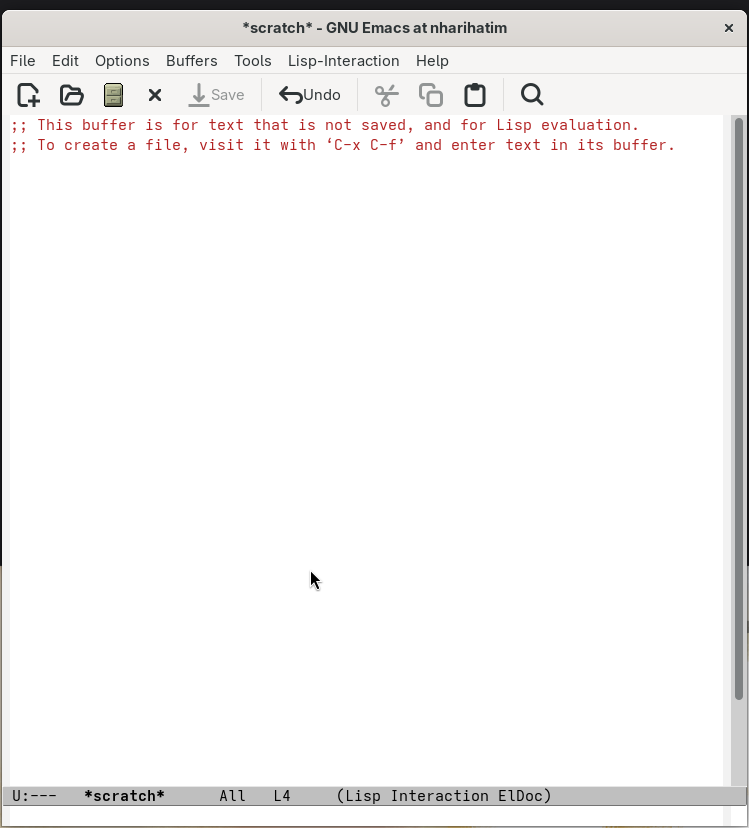 *scratch* - GNU Emacs at nharihatim
File Edit Options Buffers Tools Lisp-Interaction Help
Save Undo
;; This buffer is for text that is not saved, and for Lisp evaluation.
;; To create a file, visit it with ‘C-x C-f’ and enter text in its buffer.
U:--- *scratch* All L4 (Lisp Interaction ElDoc)